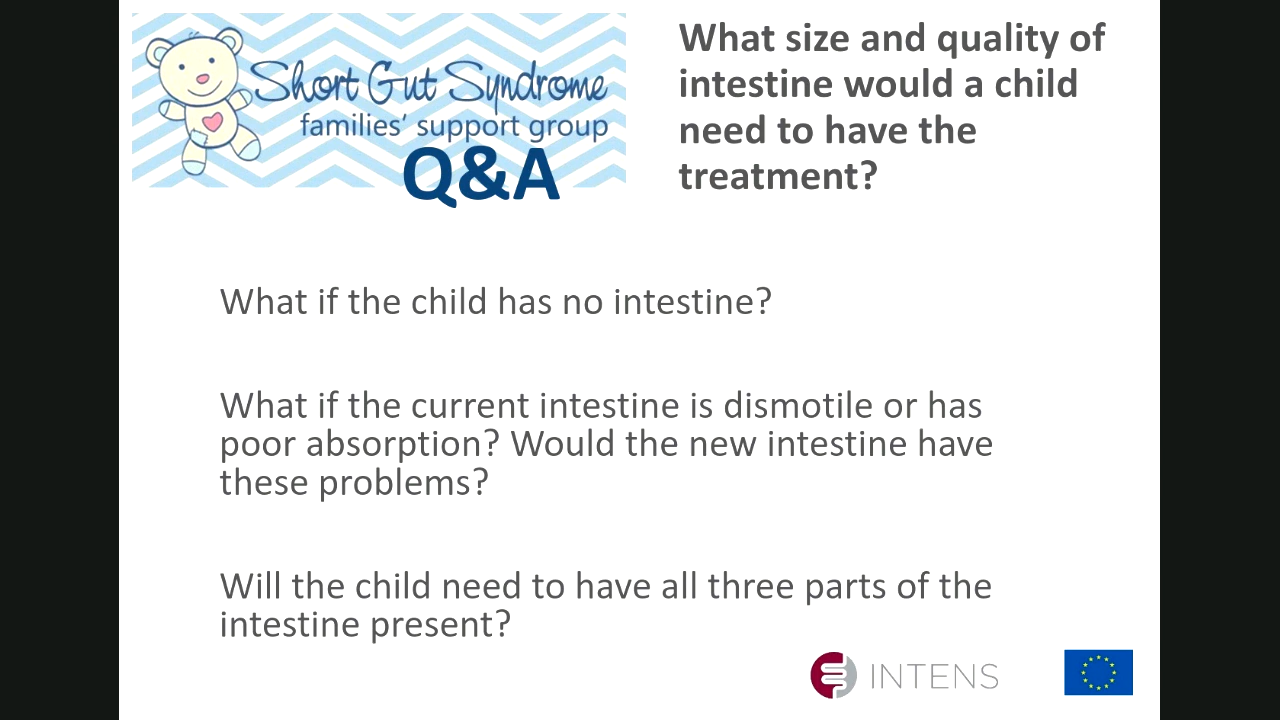 Short Gut Syndrome
families' support group
Q&A
What size and quality of
intestine would a child
need to have the
treatment?
What if the child has no intestine?
What if the current intestine is dismotile or has
poor absorption? Would the new intestine have
these problems?
Will the child need to have all three parts of the
intestine present?
INTENS